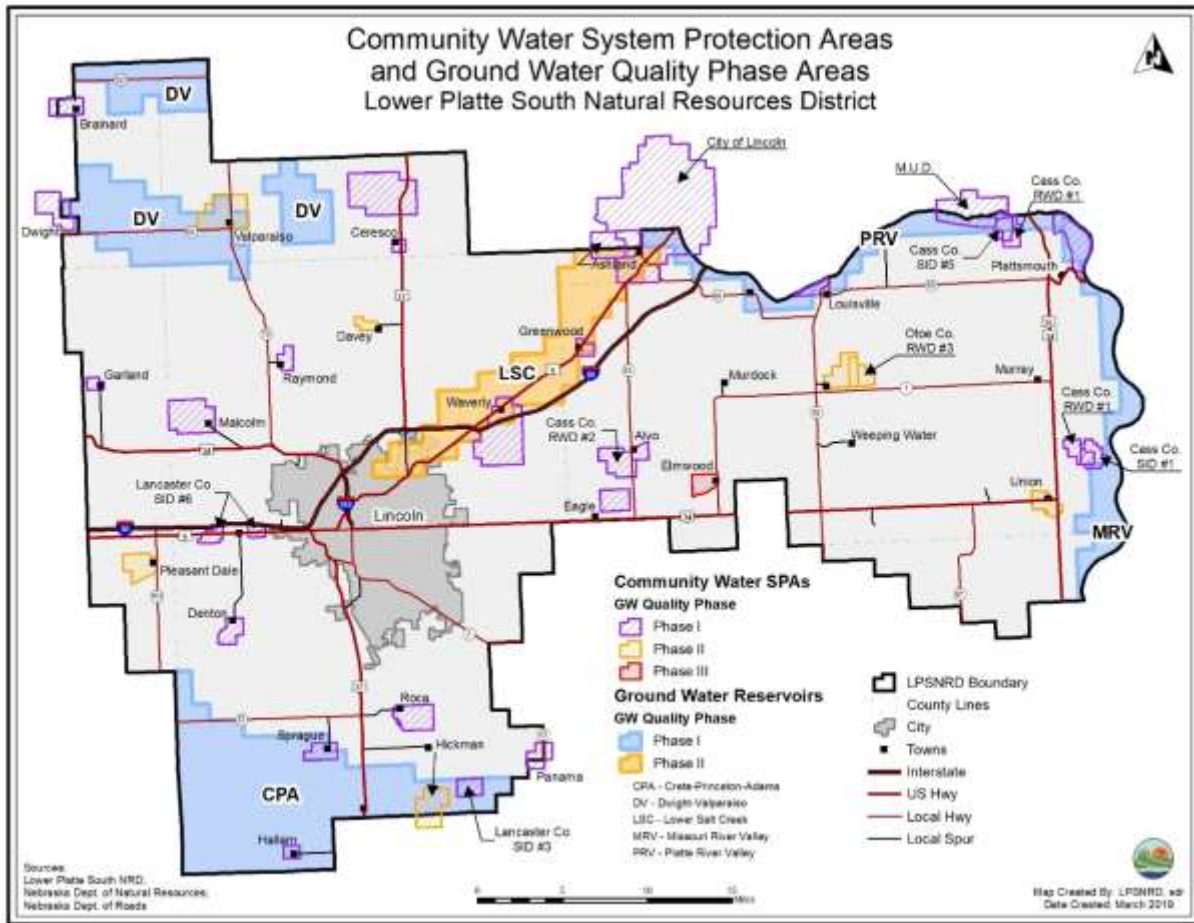 Community Water System Protection Areas
and Ground Water Quality Phase Areas
Lower Platte South Natural Resources District
DV
Brainard
City of Lincoln
M.U.D.
Cass Co.
RWD #1
Dwight
DV
Valparaiso
DV
Ceresco
Ashland
PRV
Cass Co.
SID #5
Plattsmouth
Louisville
Greenwood
Davey
Otoe Co.
RWD #3
Raymond
LSC
Garland
Murdock
Murray
Waverly
Malcolm
Cass Co.
RWD #2
Alvo
Weeping Water
Cass Co.
RWD #1
Cass Co.
SID #1
Elmwood
Lancaster Co
SID #6
Lincoln
Eagle
Union
MRV
Pleasant Dale
Denton
Roca
Sprague
Hickman
Panama
CPA
Hallam
Lancaster Co
SID #3
Community Water SPAs
GW Quality Phase
Phase I
Phase II
Phase III
Ground Water Reservoirs
GW Quality Phase
Phase I
Phase II
CPA - Crete-Princeton-Adams
DV - Dwight-Valparaiso
LSC - Lower Salt Creek
MRV - Missouri River Valley
PRV - Platte River Valley
LPSNRD Boundary
County Lines
City
Towns
Interstate
US Hwy
Local Hwy
Local Spur
0 5 10 15
Miles
Sources:
Lower Platte South NRD,
Nebraska Dept. of Natural Resources,
Nebraska Dept. of Roads
Map Created By: LPSNRD, sdr
Date Created: March 2019